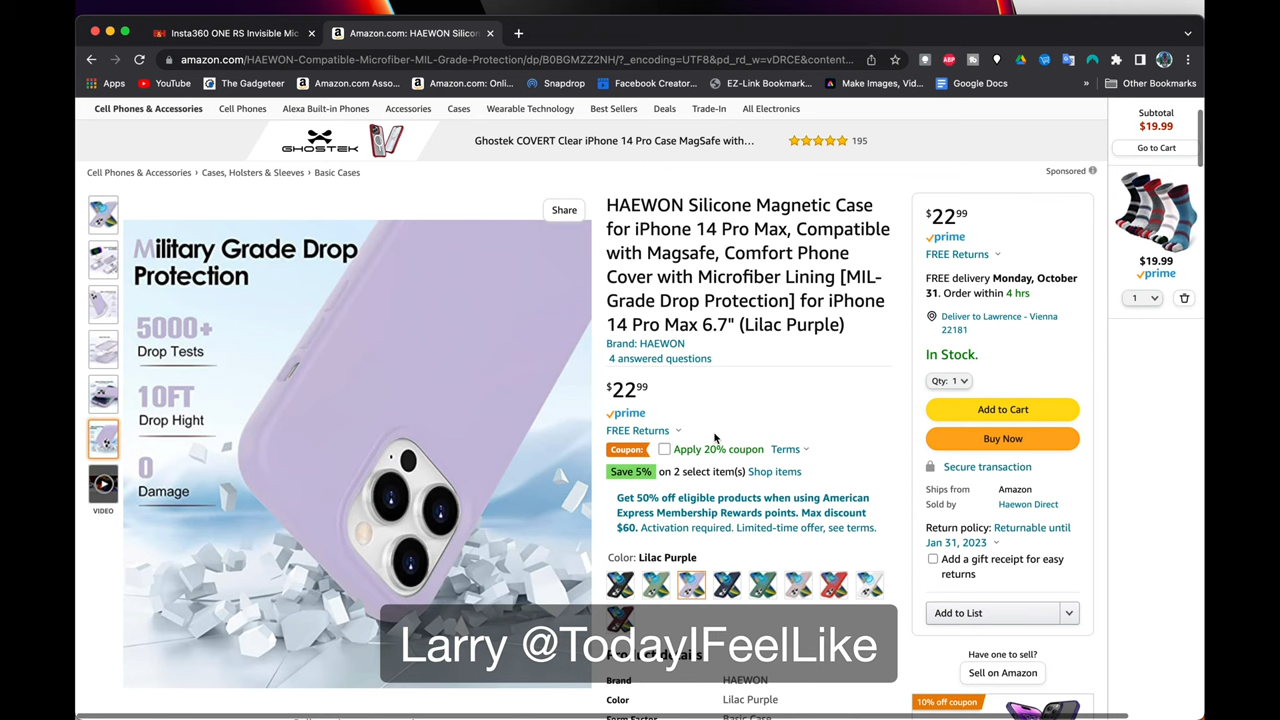 Insta360 ONE RS Invisible Mic
Amazon.com: HAEWON Silicon
amazon.com/HAEWON-Compatible-Microfiber-MIL-Grade-Protection/dp/B0BGMZZ2NH/?_encoding=UTF8&pd_rd_w=vDRCE&content...
Apps
YouTube
The Gadgeteer
Amazon.com Asso...
Amazon.com: Onli...
Snapdrop
Facebook Creator...
EZ-Link Booking...
Make Images, Vid...
Google Docs
»
Other Bookmarks
Cell Phones & Accessories
Cell Phones
Alexa Built-in Phones
Accessories
Cases
Wearable Technology
Best Sellers
Deals
Trade-In
All Electronics
Subtotal
$19.99
Go to Cart
GHOSTEK
Ghostek COVERT Clear iPhone 14 Pro Case MagSafe with...
195
Cell Phones & Accessories › Cases, Holsters & Sleeves › Basic Cases
Sponsored
Share
Military Grade Drop
Protection
5000+
Drop Tests
10FT
Drop Hight
0
Damage
VIDEO
HAEWON Silicone Magnetic Case
for iPhone 14 Pro Max, Compatible
with Magsafe, Comfort Phone
Cover with Microfiber Lining [MIL-
Grade Drop Protection] for iPhone
14 Pro Max 6.7" (Lilac Purple)
Brand: HAEWON
4 answered questions
$22 99
prime
FREE Returns
Coupon: Apply 20% coupon Terms
Save 5% on 2 select item(s) Shop items
Get 50% off eligible products when using American
Express Membership Rewards points. Max discount
$60. Activation required. Limited-time offer, see terms.
Color: Lilac Purple
Product details
Brand HAEWON
Color Lilac Purple
Form Factor Basic Case
$22 99
prime
FREE Returns
FREE delivery Monday, October
31. Order within 4 hrs
Deliver to Lawrence - Vienna
22181
In Stock.
Qty: 1
Add to Cart
Buy Now
Secure transaction
Ships from Amazon
Sold by Haewon Direct
Return policy: Returnable until
Jan 31, 2023
Add a gift receipt for easy
returns
Add to List
Have one to sell?
Sell on Amazon
10% off coupon
$19.99
prime
1
Larry @TodayIFeelLike